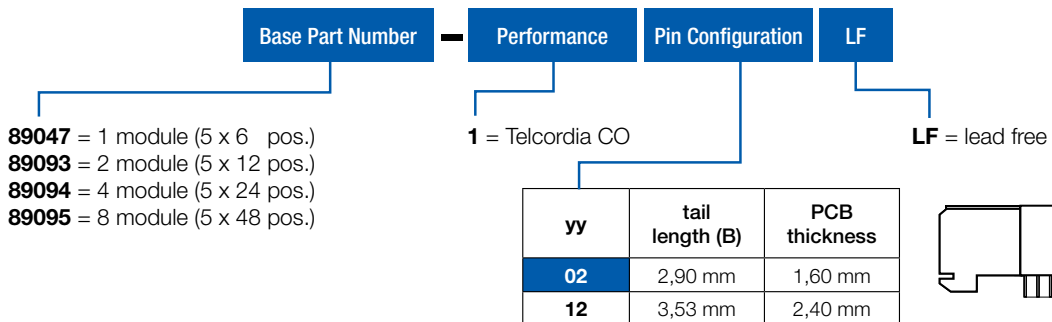 Base Part Number – Performance Pin Configuration LF
89047 = 1 module (5 x 6 pos.)
89093 = 2 module (5 x 12 pos.)
89094 = 4 module (5 x 24 pos.)
89095 = 8 module (5 x 48 pos.)
1 = Telcordia CO
LF = lead free
yy tail length (B) PCB thickness
02 2,90 mm 1,60 mm
12 3,53 mm 2,40 mm